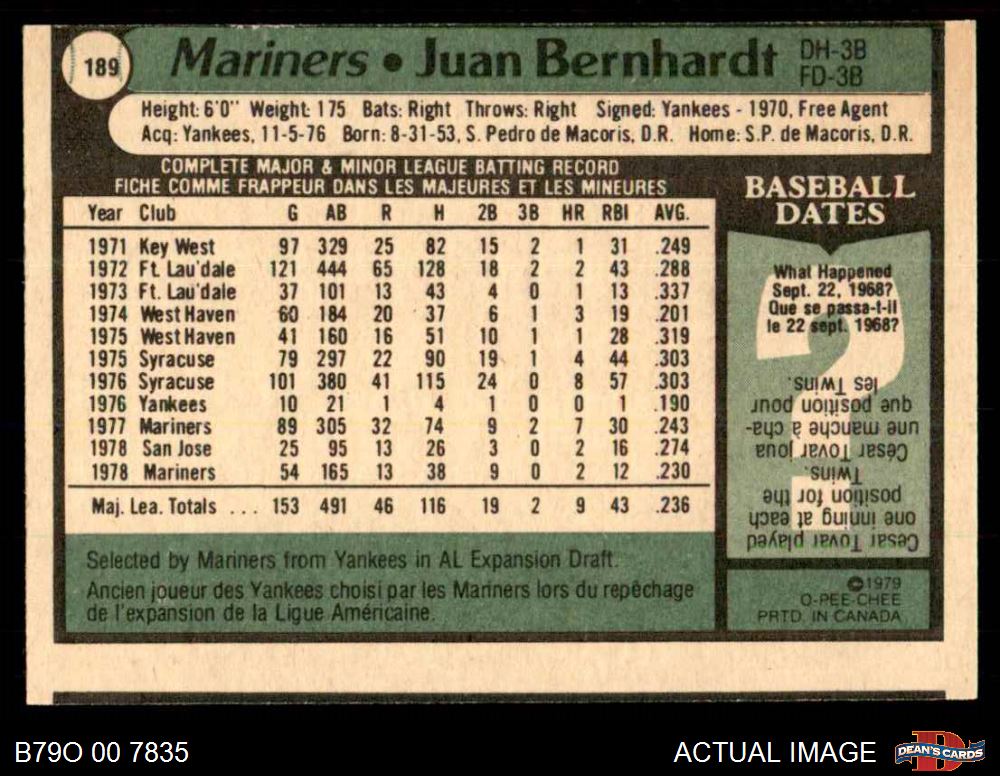 189
Mariners • Juan Bernhardt DH-3B
FD-3B
Height: 6'0" Weight: 175 Bats: Right Throws: Right Signed: Yankees - 1970, Free Agent
Acq: Yankees, 11-5-76 Born: 8-31-53, S. Pedro de Macoris, D.R. Home: S.P. de Macoris, D.R.
COMPLETE MAJOR & MINOR LEAGUE BATTING RECORD
FICHE COMME FRAPPEUR DANS LES MAJEURES ET LES MINEURES
Year Club G AB R H 2B 3B HR RBI AVG.
1971 Key West 97 329 25 82 15 2 1 31 .249
1972 Ft. Lau'dale 121 444 65 128 18 2 2 43 .288
1973 Ft. Lau'dale 37 101 13 43 4 0 1 13 .337
1974 West Haven 60 184 20 37 6 1 3 19 .201
1975 West Haven 41 160 16 51 10 1 1 28 .319
1975 Syracuse 79 297 22 90 19 1 4 44 .303
1976 Syracuse 101 380 41 115 24 0 8 57 .303
1976 Yankees 10 21 1 4 1 0 0 1 .190
1977 Mariners 89 305 32 74 9 2 7 30 .243
1978 San Jose 25 95 13 26 3 0 2 16 .274
1978 Mariners 54 165 13 38 9 0 2 12 .230
Maj. Lea. Totals ... 153 491 46 116 19 2 9 43 .236
Selected by Mariners from Yankees in AL Expansion Draft.
Ancien joueur des Yankees choisi par les Mariners lors du repêchage
de l'expansion de la Ligue Américaine.
BASEBALL
DATES
What Happened
Sept. 22, 1968?
Que se passa-t-il
le 22 sept. 1968?
Cesar Tovar played
one inning at each
position for the
Twins.
César Tovar joua
une manche à cha-
que position pour
les Twins.
©1979
O-PEE-CHEE
PRTD. IN CANADA
B79O 00 7835
ACTUAL IMAGE
DEAN'S CARDS